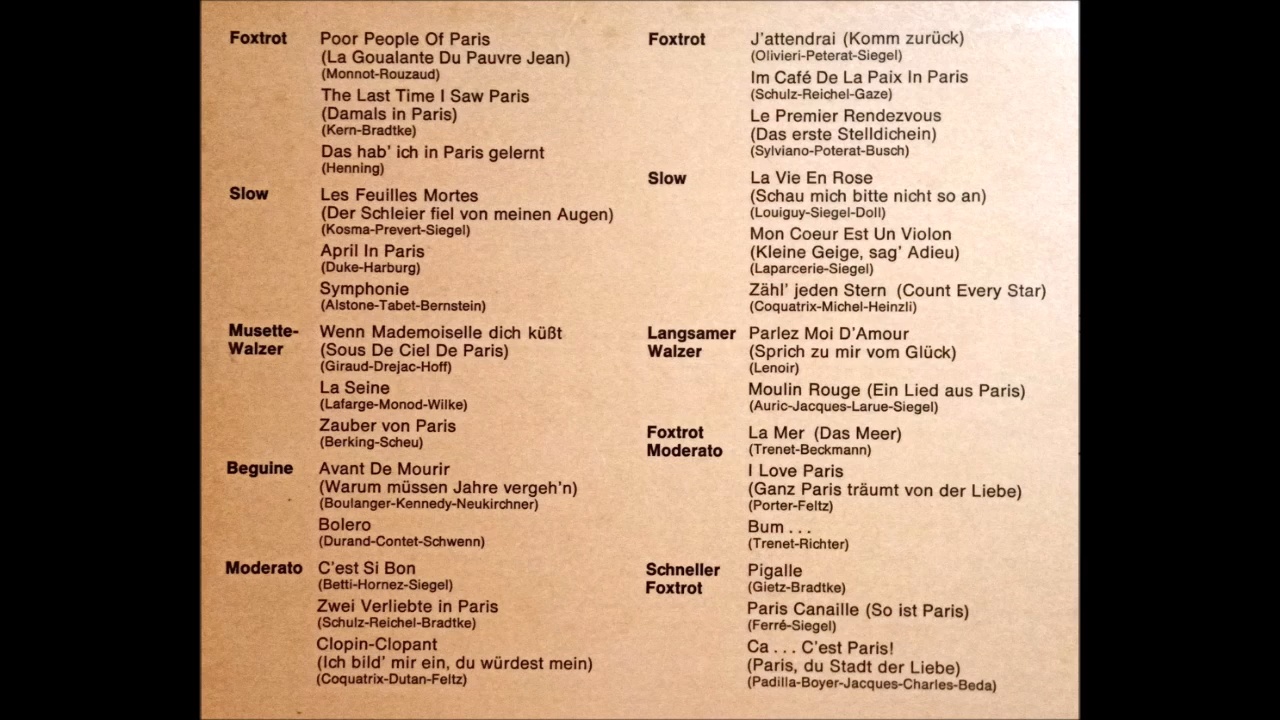 Foxtrot Poor People Of Paris
(La Goualante Du Pauvre Jean)
(Monnot-Rouzaud)
The Last Time I Saw Paris
(Damals in Paris)
(Kern-Bradtke)
Das hab' ich in Paris gelernt
(Henning)
Slow Les Feuilles Mortes
(Der Schleier fiel von meinen Augen)
(Kosma-Prevert-Siegel)
April In Paris
(Duke-Harburg)
Symphonie
(Alstone-Tabet-Bernstein)
Musette- Wenn Mademoiselle dich küßt
Walzer (Sous De Ciel De Paris)
(Giraud-Drejac-Hoff)
La Seine
(Lafarge-Monod-Wilke)
Zauber von Paris
(Berking-Scheu)
Beguine Avant De Mourir
(Warum müssen Jahre vergeh'n)
(Boulanger-Kennedy-Neukirchner)
Bolero
(Durand-Contet-Schwenn)
Moderato C'est Si Bon
(Betti-Hornez-Siegel)
Zwei Verliebte in Paris
(Schulz-Reichel-Bradtke)
Clopin-Clopant
(Ich bild' mir ein, du würdest mein)
(Coquatrix-Dutan-Feltz)
Foxtrot J'attendrai (Komm zurück)
(Olivieri-Peterat-Siegel)
Im Café De La Paix In Paris
(Schulz-Reichel-Gaze)
Le Premier Rendezvous
(Das erste Stelldichein)
(Sylviano-Poterat-Busch)
Slow La Vie En Rose
(Schau mich bitte nicht so an)
(Louiguy-Siegel-Doll)
Mon Coeur Est Un Violon
(Kleine Geige, sag' Adieu)
(Laparcerie-Siegel)
Zähl' jeden Stern (Count Every Star)
(Coquatrix-Michel-Heinzli)
Langsamer Parlez Moi D'Amour
Walzer (Sprich zu mir vom Glück)
(Lenoir)
Moulin Rouge (Ein Lied aus Paris)
(Auric-Jacques-Larue-Siegel)
Foxtrot La Mer (Das Meer)
Moderato (Trenet-Beckmann)
I Love Paris
(Ganz Paris träumt von der Liebe)
(Porter-Feltz)
Bum . . .
(Trenet-Richter)
Schneller Pigalle
Foxtrot (Gietz-Bradtke)
Paris Canaille (So ist Paris)
(Ferré-Siegel)
Ca . . . C'est Paris!
(Paris, du Stadt der Liebe)
(Padilla-Boyer-Jacques-Charles-Beda)